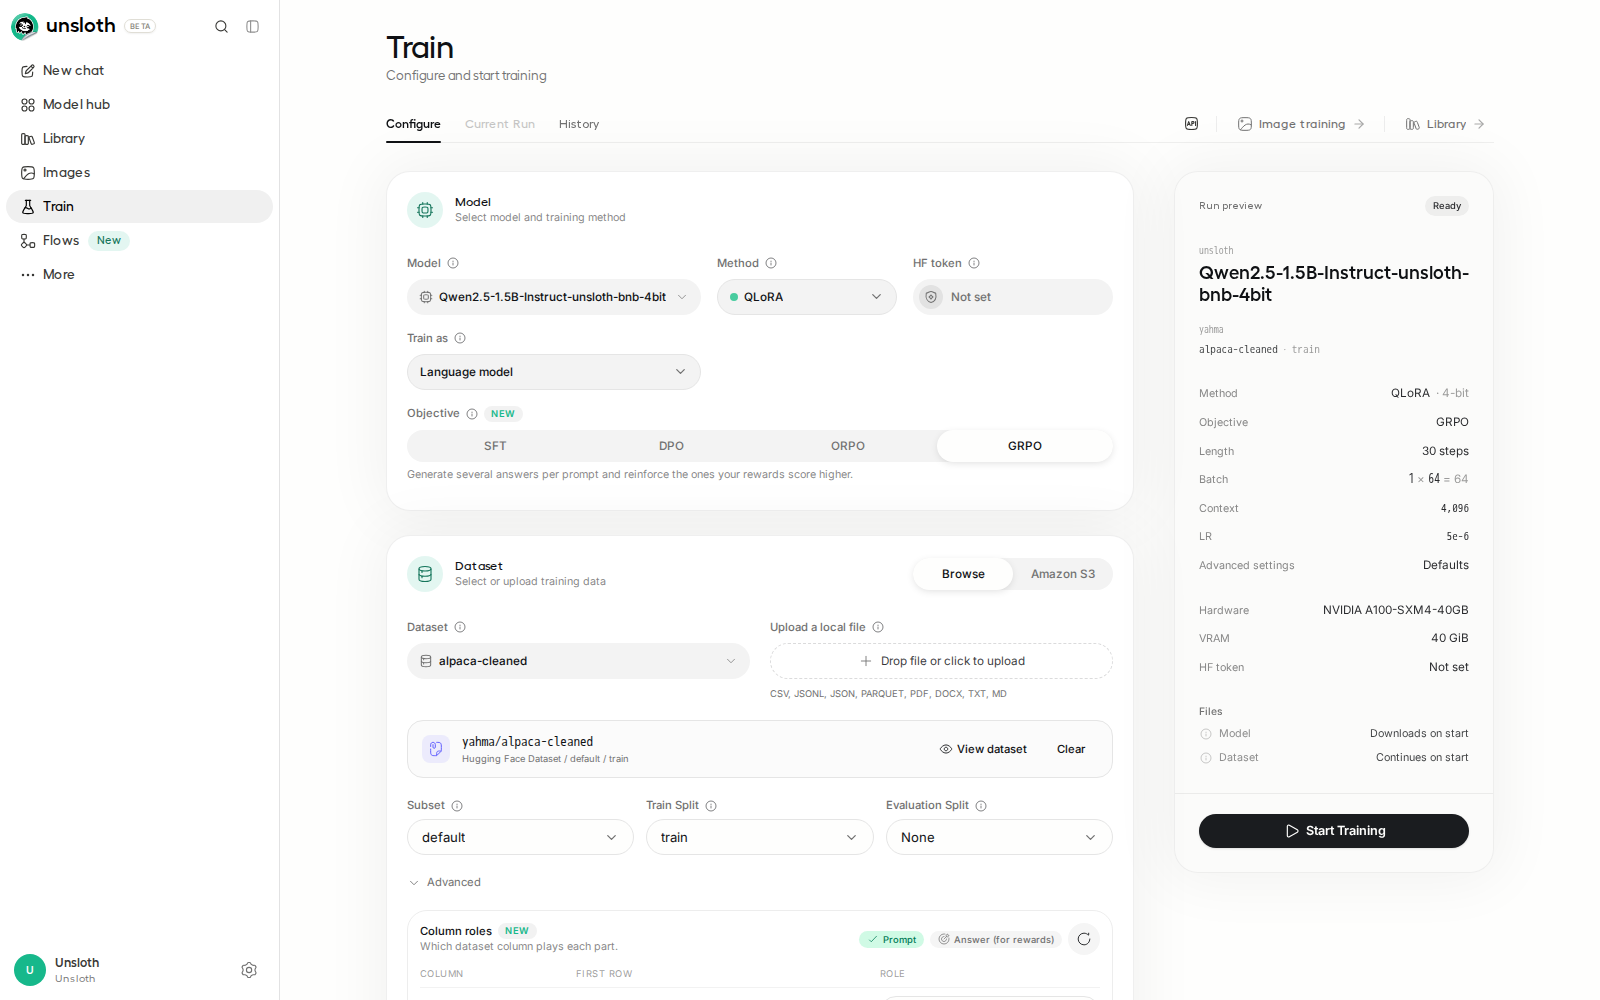 unsloth
BETA
New chat
Model hub
Library
Images
Train
Flows
New
More
Train
Configure and start training
Configure
Current Run
History
API
Image training
Library
Model
Select model and training method
Model
Method
HF token
Qwen2.5-1.5B-Instruct-unsloth-bnb-4bit
QLoRA
Not set
Train as
Language model
Objective
NEW
SFT
DPO
ORPO
GRPO
Generate several answers per prompt and reinforce the ones your rewards score higher.
Dataset
Select or upload training data
Browse
Amazon S3
Dataset
Upload a local file
alpaca-cleaned
Drop file or click to upload
CSV, JSONL, JSON, PARQUET, PDF, DOCX, TXT, MD
yahma/alpaca-cleaned
Hugging Face Dataset / default / train
View dataset
Clear
Subset
Train Split
Evaluation Split
default
train
None
Advanced
Column roles
NEW
Which dataset column plays each part.
Prompt
Answer (for rewards)
COLUMN
FIRST ROW
ROLE
Run preview
Ready
unsloth
Qwen2.5-1.5B-Instruct-unsloth-
bnb-4bit
yahma
alpaca-cleaned · train
Method
QLoRA · 4-bit
Objective
GRPO
Length
30 steps
Batch
1 × 64 = 64
Context
4,096
LR
5e-6
Advanced settings
Defaults
Hardware
NVIDIA A100-SXM4-40GB
VRAM
40 GiB
HF token
Not set
Files
Model
Downloads on start
Dataset
Continues on start
Start Training
U
Unsloth
Unsloth